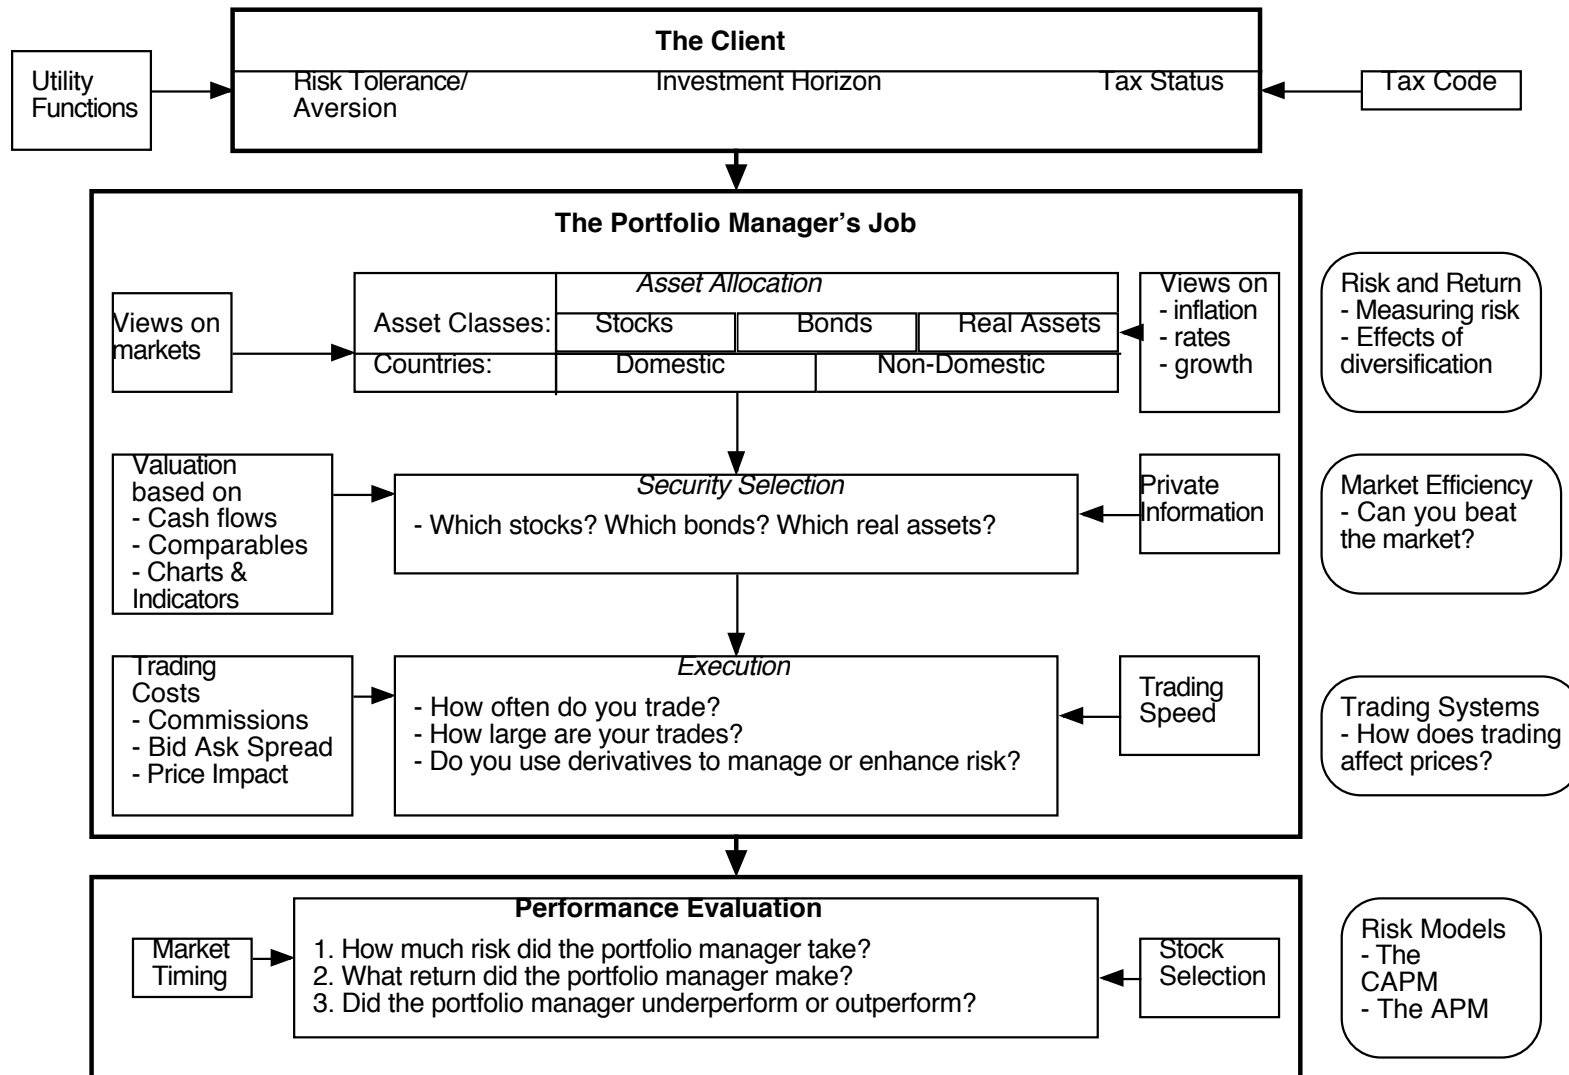 The Client
Utility
Functions
Risk Tolerance/
Aversion
Investment Horizon
Tax Status
Tax Code
The Portfolio Manager’s Job
Views on
markets
Asset Allocation
Asset Classes:
Stocks
Bonds
Real Assets
Countries:
Domestic
Non-Domestic
Views on
- inflation
- rates
- growth
Risk and Return
- Measuring risk
- Effects of
diversification
Valuation
based on
- Cash flows
- Comparables
- Charts &
Indicators
Security Selection
- Which stocks? Which bonds? Which real assets?
Private
Information
Market Efficiency
- Can you beat
the market?
Trading
Costs
- Commissions
- Bid Ask Spread
- Price Impact
Execution
- How often do you trade?
- How large are your trades?
- Do you use derivatives to manage or enhance risk?
Trading
Speed
Trading Systems
- How does trading
affect prices?
Performance Evaluation
Market
Timing
1. How much risk did the portfolio manager take?
2. What return did the portfolio manager make?
3. Did the portfolio manager underperform or outperform?
Stock
Selection
Risk Models
- The
CAPM
- The APM